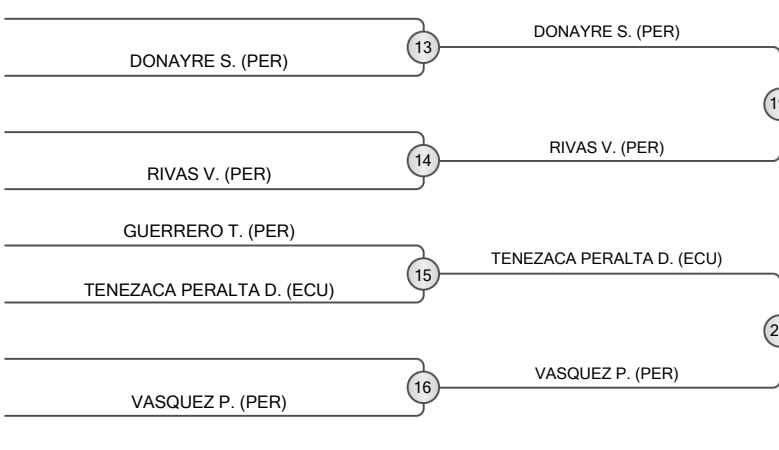 DONAYRE S. (PER)
13
DONAYRE S. (PER)
RIVAS V. (PER)
14
RIVAS V. (PER)
GUERRERO T. (PER)
TENEZACA PERALTA D. (ECU)
15
TENEZACA PERALTA D. (ECU)
VASQUEZ P. (PER)
16
VASQUEZ P. (PER)